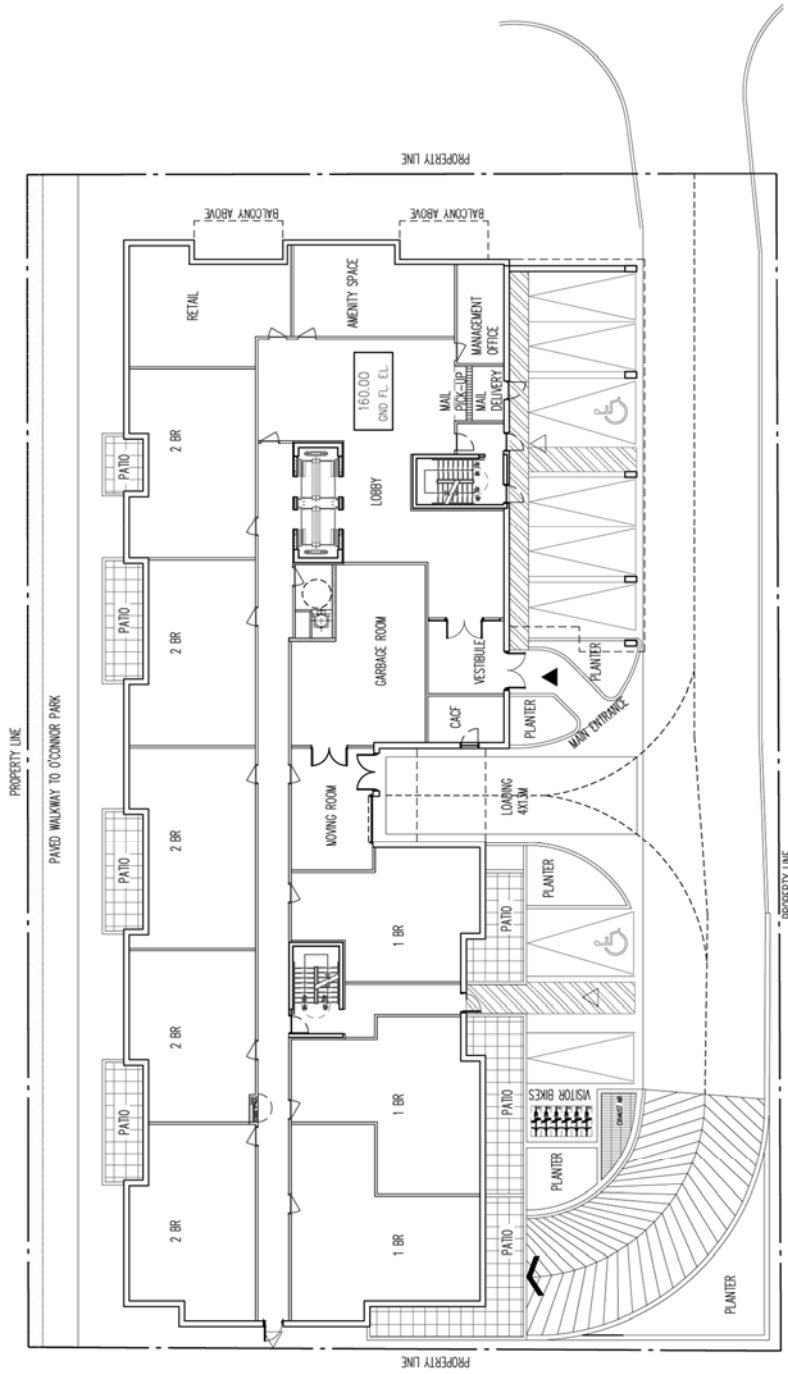 PROPERTY LINE
PAVED WALKWAY TO O'CONNOR PARK
PROPERTY LINE
BALCONY ABOVE
BALCONY ABOVE
PATIO
PATIO
PATIO
PATIO
2 BR
2 BR
2 BR
2 BR
2 BR
RETAIL
AMENITY SPACE
160.00
GND FL. EL.
LOBBY
MAIL
PICK-UP
MAIL
DELIVERY
MANAGEMENT
OFFICE
GARBAGE ROOM
VESTIBULE
CACF
MOVING ROOM
1 BR
1 BR
1 BR
PATIO
PATIO
PATIO
LOADING
4X13M
PLANTER
MAIN ENTRANCE
PLANTER
PLANTER
VISITOR BIKES
EXHAUST AIR
PLANTER
PLANTER
PROPERTY LINE
PROPERTY LINE